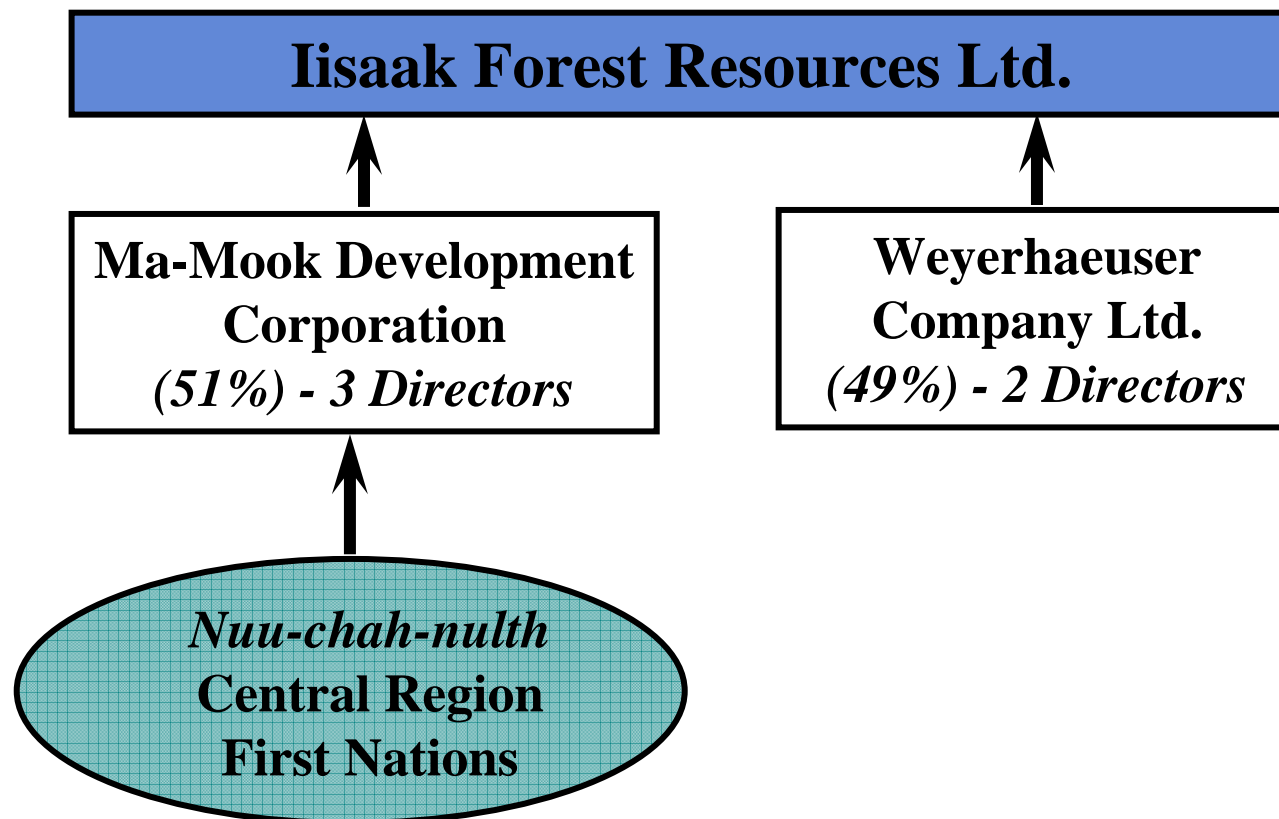 Iisaak Forest Resources Ltd.
Ma-Mook Development
Corporation
(51%) - 3 Directors
Weyerhaeuser
Company Ltd.
(49%) - 2 Directors
Nuu-chah-nulth
Central Region
First Nations